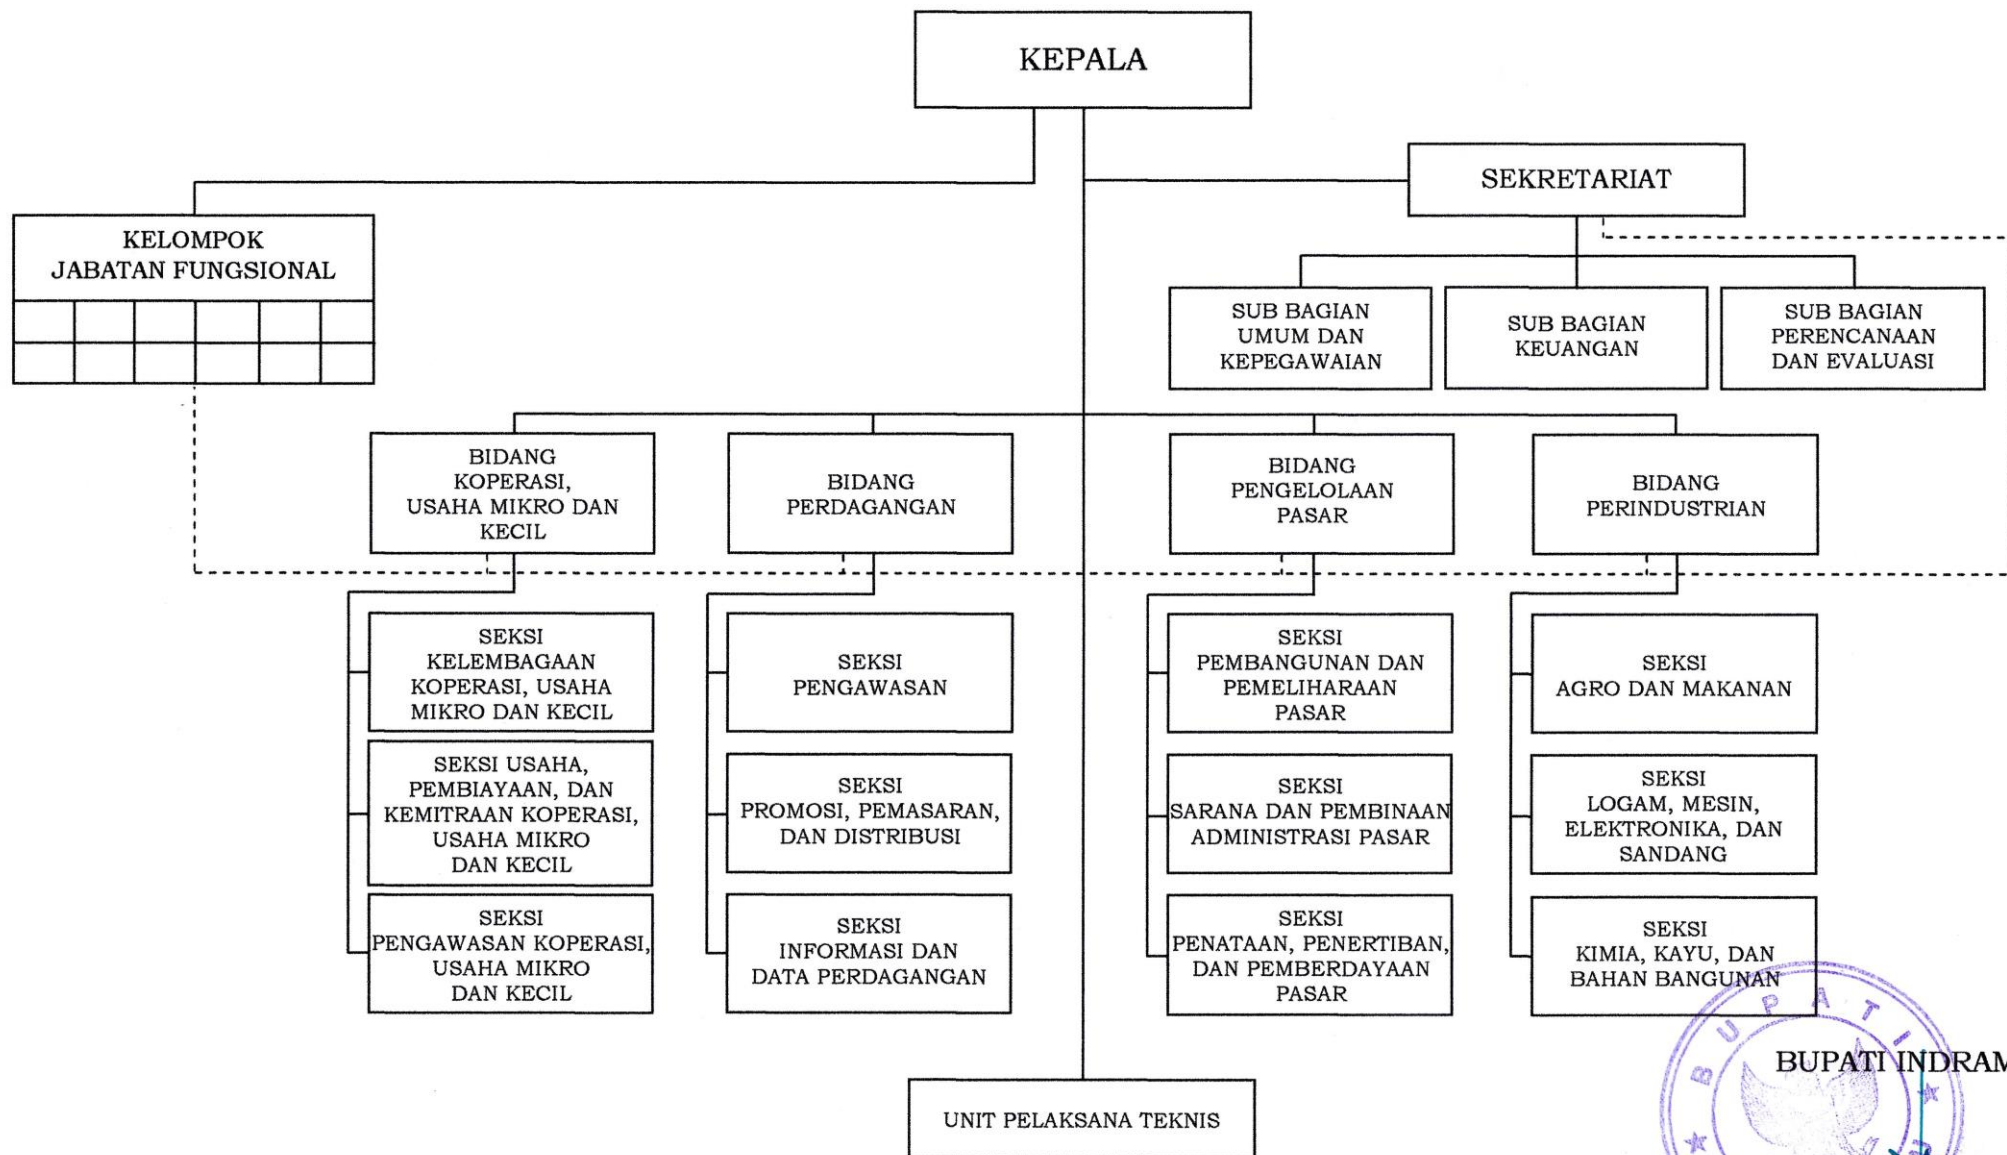 KEPALA
SEKRETARIAT
KELOMPOK
JABATAN FUNGSIONAL
SUB BAGIAN
UMUM DAN
KEPEGAWAIAN
SUB BAGIAN
KEUANGAN
SUB BAGIAN
PERENCANAAN
DAN EVALUASI
BIDANG
KOPERASI,
USAHA MIKRO DAN
KECIL
BIDANG
PERDAGANGAN
BIDANG
PENGELOLAAN
PASAR
BIDANG
PERINDUSTRIAN
SEKSI
KELEMBAGAAN
KOPERASI, USAHA
MIKRO DAN KECIL
SEKSI
PENGAWASAN
SEKSI
PEMBANGUNAN DAN
PEMELIHARAAN
PASAR
SEKSI
AGRO DAN MAKANAN
SEKSI USAHA,
PEMBIAYAAN, DAN
KEMITRAAN KOPERASI,
USAHA MIKRO
DAN KECIL
SEKSI
PROMOSI, PEMASARAN,
DAN DISTRIBUSI
SEKSI
SARANA DAN PEMBINAAN
ADMINISTRASI PASAR
SEKSI
LOGAM, MESIN,
ELEKTRONIKA, DAN
SANDANG
SEKSI
PENGAWASAN KOPERASI,
USAHA MIKRO
DAN KECIL
SEKSI
INFORMASI DAN
DATA PERDAGANGAN
SEKSI
PENATAAN, PENERTIBAN,
DAN PEMBERDAYAAN
PASAR
SEKSI
KIMIA, KAYU, DAN
BAHAN BANGUNAN
BUPATI
BUPATI INDRAM
UNIT PELAKSANA TEKNIS